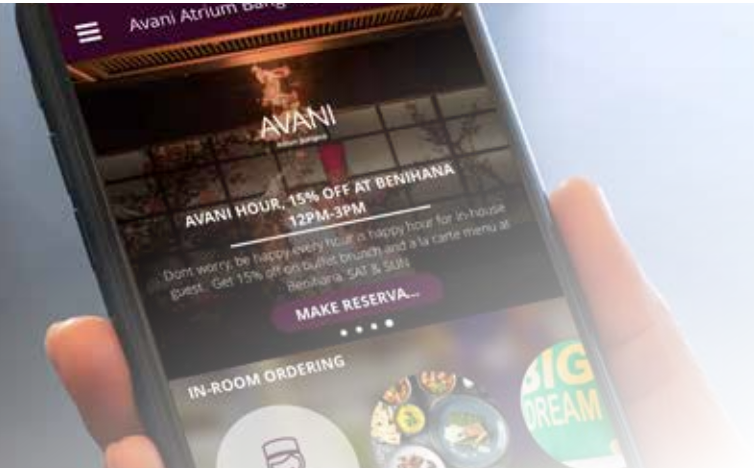 Avani Atrium Bang
AVANI
AVANI HOUR, 15% OFF AT BENIHANA
12PM-3PM
Dont worry, be happy every hour is happy hour for in-house
guest. Get 15% off on buffet brunch and a la carte menu at
Benihana. SAT & SUN
MAKE RESERVA...
IN-ROOM ORDERING
BIG
DREAM